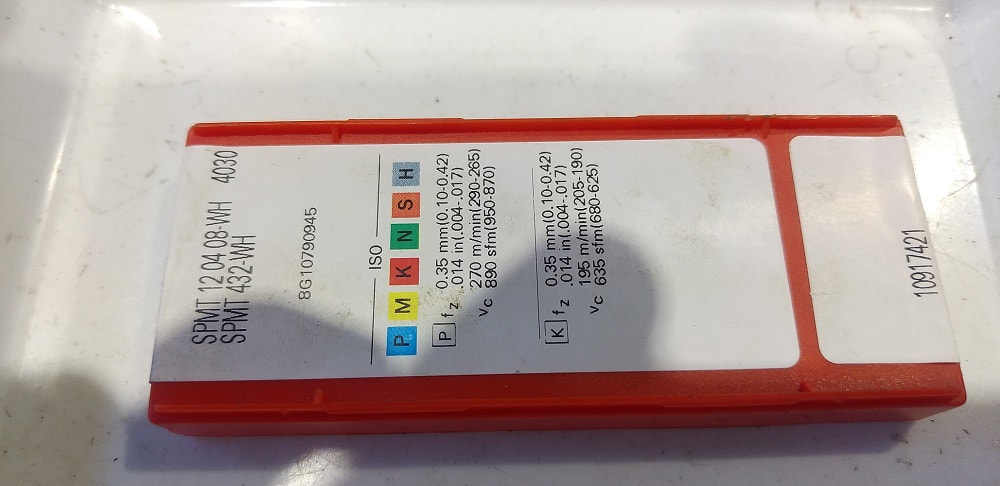 SPMT 12 04 08-WH 4030
SPMT 432-WH
8G10790945
ISO
P M K N S H
P fz 0.35 mm(0.10-0.42)
.014 in(.004-.017)
vc 270 m/min(290-265)
890 sfm(950-870)
K fz 0.35 mm(0.10-0.42)
.014 in(.004-.017)
vc 195 m/min(205-190)
635 sfm(680-625)
10917421